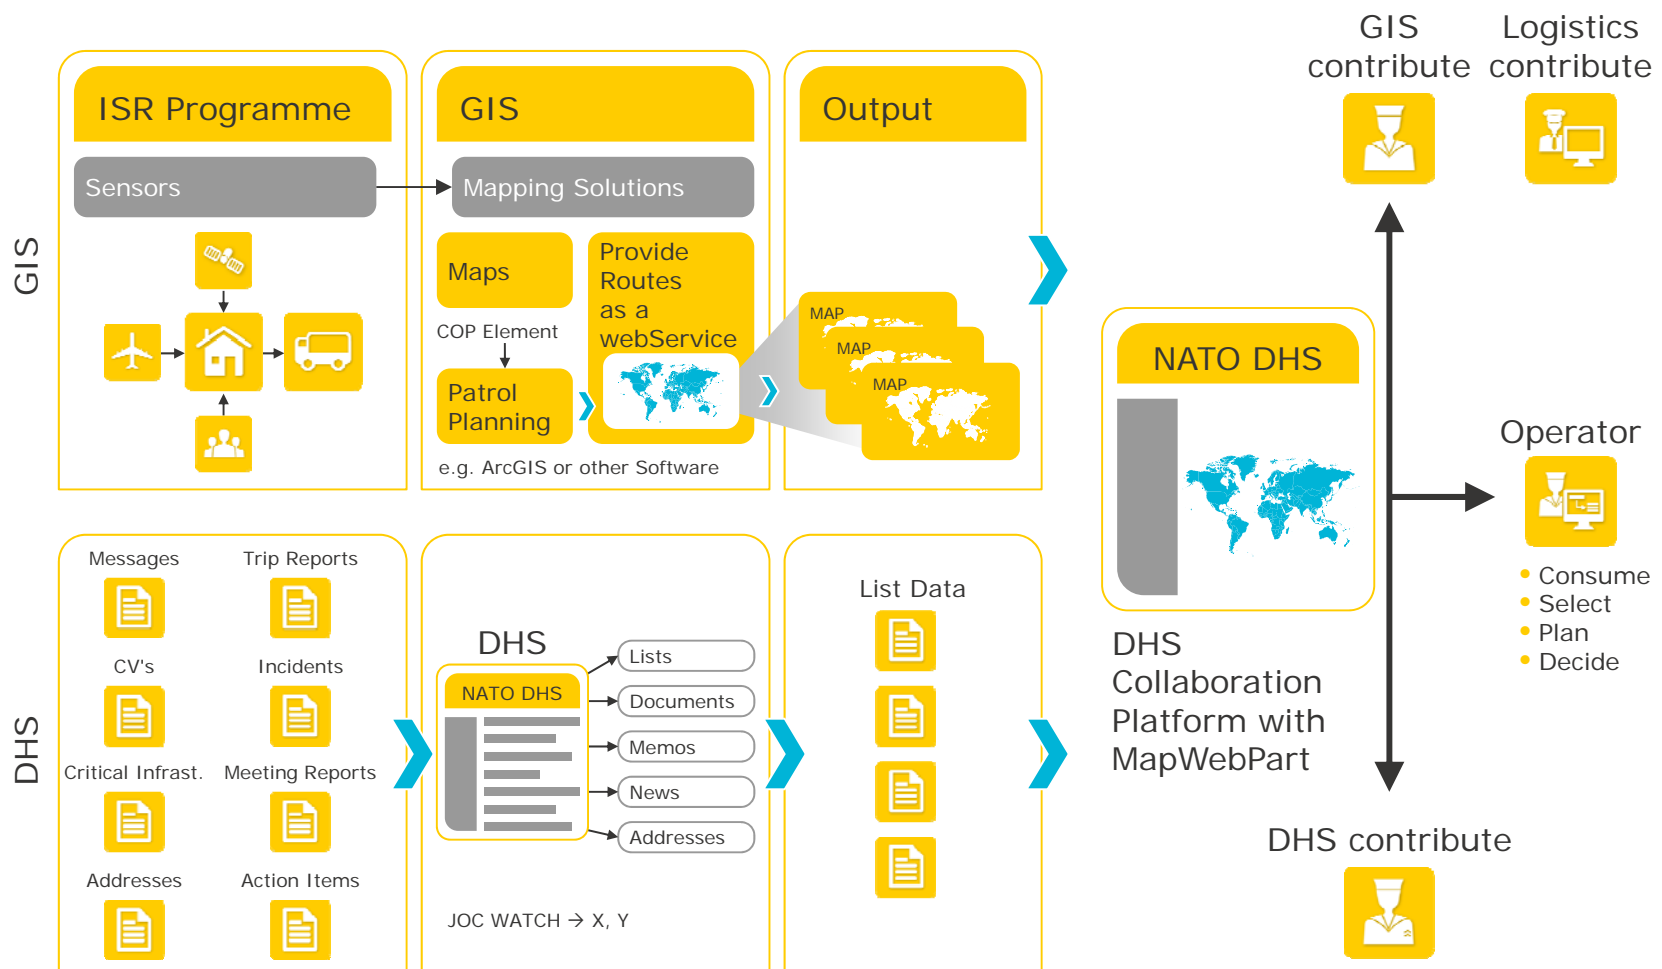 GIS
ISR Programme
Sensors
GIS
Mapping Solutions
Maps
COP Element
Patrol
Planning
Provide
Routes
as a
webService
e.g. ArcGIS or other Software
Output
MAP
MAP
MAP
DHS
Messages
Trip Reports
CV's
Incidents
Critical Infrast.
Meeting Reports
Addresses
Action Items
DHS
NATO DHS
Lists
Documents
Memos
News
Addresses
JOC WATCH → X, Y
List Data
NATO DHS
DHS
Collaboration
Platform with
MapWebPart
GIS
contribute
Logistics
contribute
Operator
• Consume
• Select
• Plan
• Decide
DHS contribute